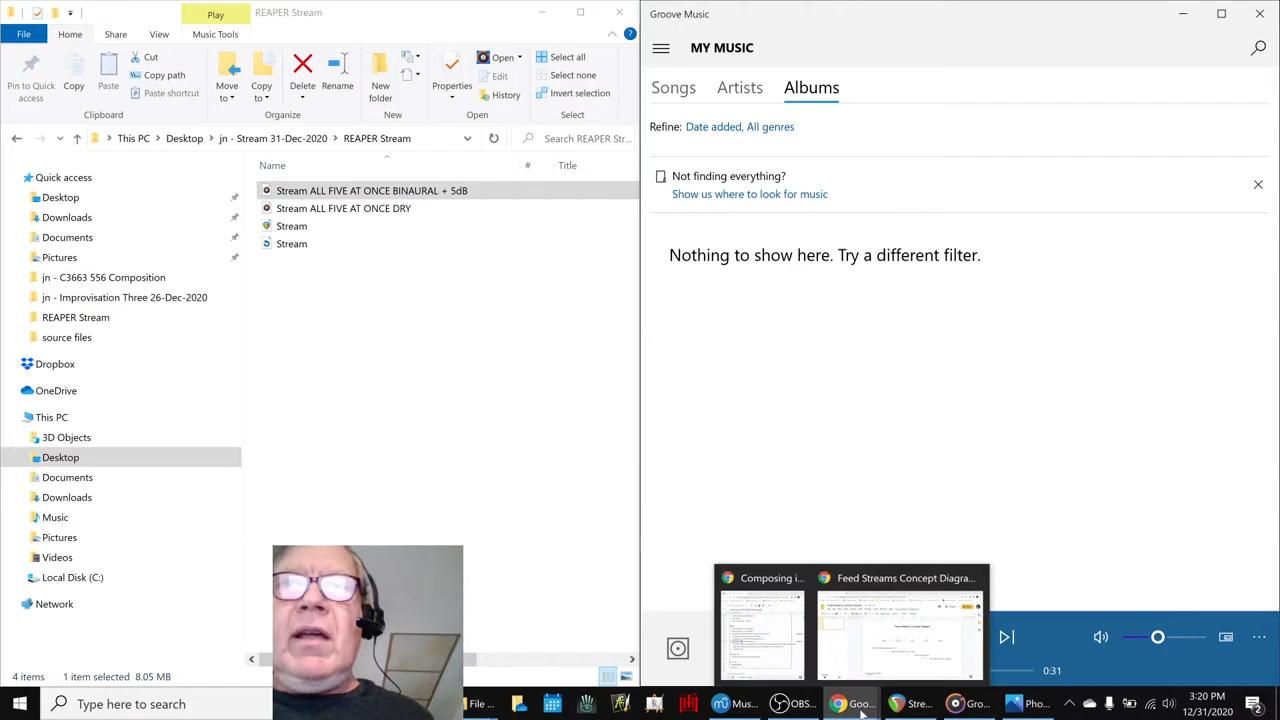 Play
REAPER Stream
File
Home
Share
View
Music Tools
Pin to Quick access
Copy
Paste
Cut
Copy path
Paste shortcut
Move to
Copy to
Delete
Rename
New folder
Properties
Open
Edit
History
Select all
Select none
Invert selection
Clipboard
Organize
New
Open
Select
This PC
Desktop
jn - Stream 31-Dec-2020
REAPER Stream
Search REAPER Str...
Name
#
Title
Quick access
Desktop
Downloads
Documents
Pictures
jn - C3663 556 Composition
jn - Improvisation Three 26-Dec-2020
REAPER Stream
source files
Dropbox
OneDrive
This PC
3D Objects
Desktop
Documents
Downloads
Music
Pictures
Videos
Local Disk (C:)
Network
Stream ALL FIVE AT ONCE BINAURAL + 5dB
Stream ALL FIVE AT ONCE DRY
Stream
Stream
4 items
1 item selected
8.05 MB
Groove Music
MY MUSIC
Songs
Artists
Albums
Refine: Date added, All genres
Not finding everything?
Show us where to look for music
Nothing to show here. Try a different filter.
Composing i...
Feed Streams Concept Diagra...
0:31
Type here to search
File ...
Mus...
OBS...
Goo...
Stre...
Gro...
Pho...
3:20 PM
12/31/2020
2